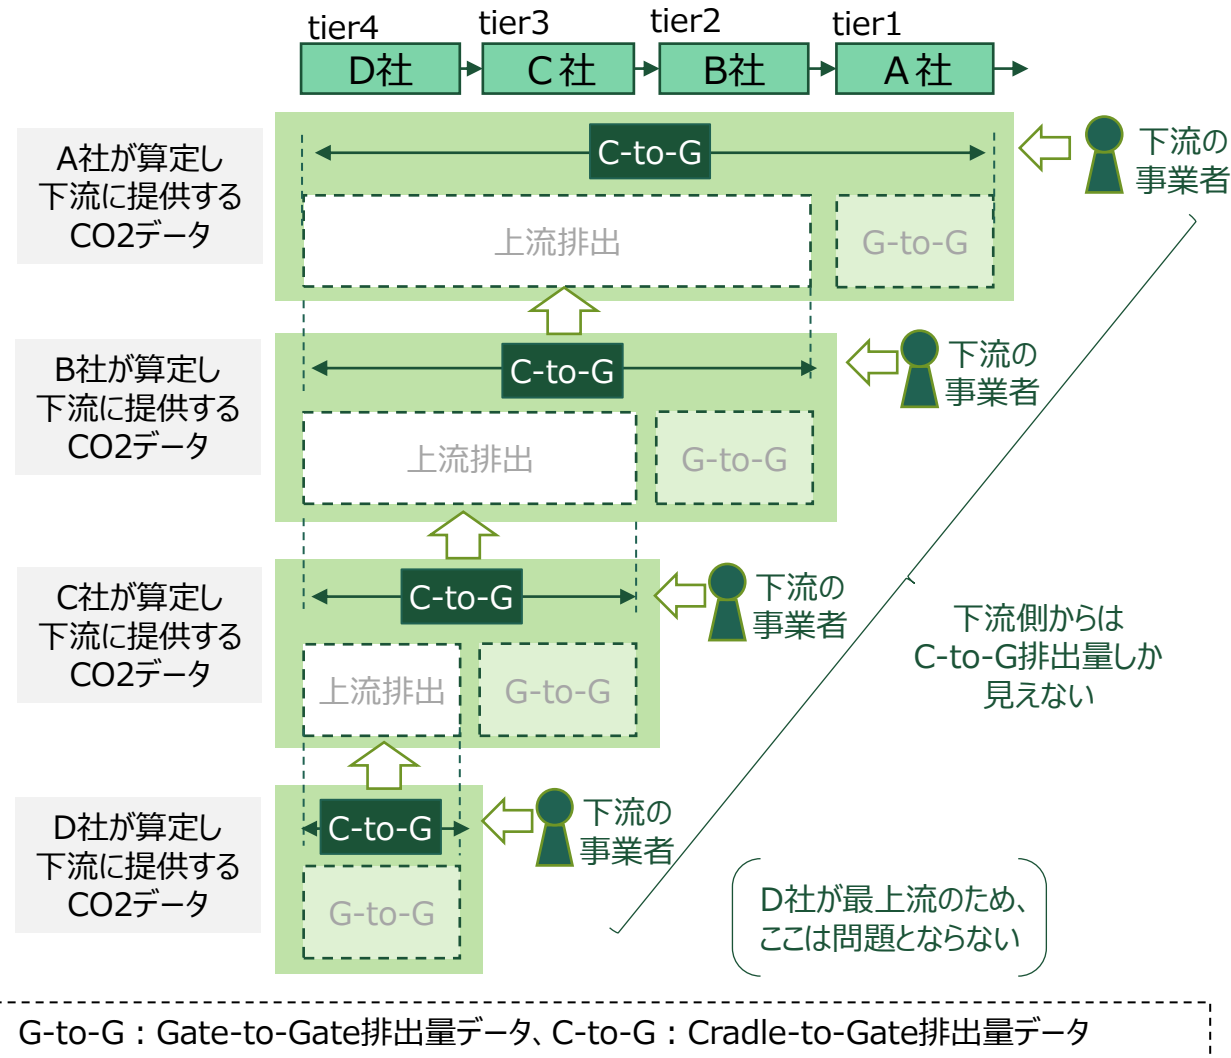 tier4
tier3
tier2
tier1
D社
C社
B社
A社
A社が算定し
下流に提供する
CO2データ
C-to-G
上流排出
G-to-G
下流の
事業者
B社が算定し
下流に提供する
CO2データ
C-to-G
上流排出
G-to-G
下流の
事業者
C社が算定し
下流に提供する
CO2データ
C-to-G
上流排出
G-to-G
下流の
事業者
下流側からは
C-to-G排出量しか
見えない
D社が算定し
下流に提供する
CO2データ
C-to-G
G-to-G
下流の
事業者
D社が最上流のため、
ここは問題とならない
G-to-G：Gate-to-Gate排出量データ、C-to-G：Cradle-to-Gate排出量データ